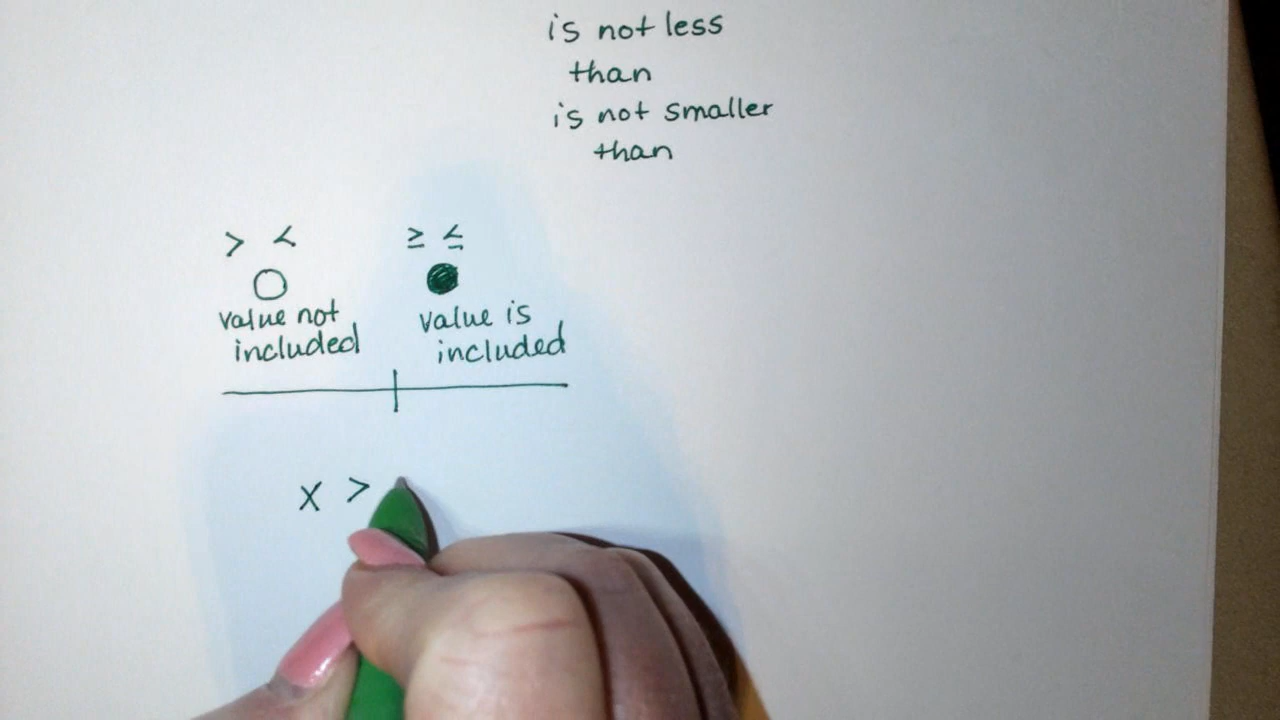 is not less
than
is not smaller
than
> < ≥ ≤
value not
included
value is
included
x >